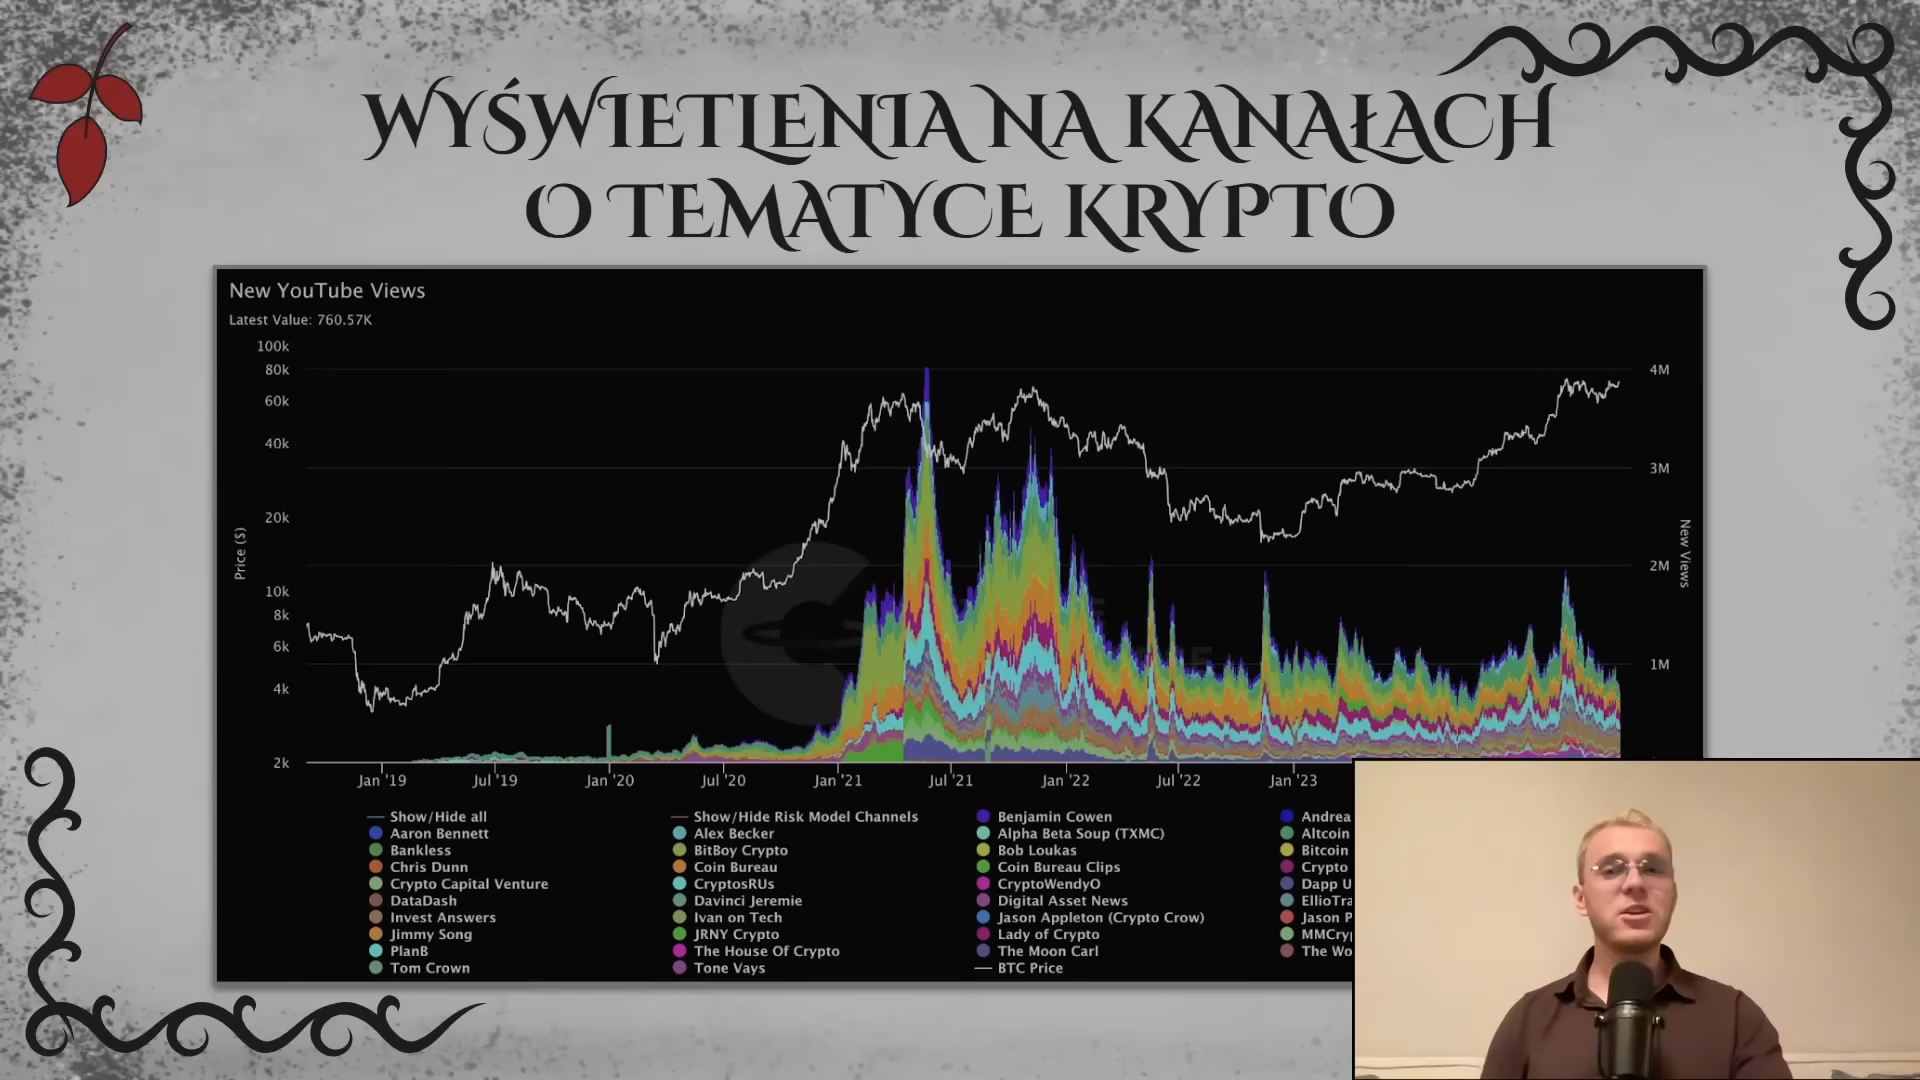 WYŚWIETLENIA NA KANAŁACH
O TEMATYCE KRYPTO
New YouTube Views
Latest Value: 760.57K
100k
80k
60k
40k
20k
10k
8k
6k
4k
2k
Price ($)
4M
3M
2M
1M
New Views
Jan '19 Jul '19 Jan '20 Jul '20 Jan '21 Jul '21 Jan '22 Jul '22 Jan '23
Show/Hide all Show/Hide Risk Model Channels Benjamin Cowen Andrea
Aaron Bennett Alex Becker Alpha Beta Soup (TXMC) Altcoin
Bankless BitBoy Crypto Bob Loukas Bitcoin
Chris Dunn Coin Bureau Coin Bureau Clips Crypto
Crypto Capital Venture CryptosRUs CryptoWendyO Dapp U
DataDash Davinci Jeremie Digital Asset News EllioTra
Invest Answers Ivan on Tech Jason Appleton (Crypto Crow) Jason P
Jimmy Song JRNY Crypto Lady of Crypto MMCry
PlanB The House Of Crypto The Moon Carl The Wo
Tom Crown Tone Vays BTC Price